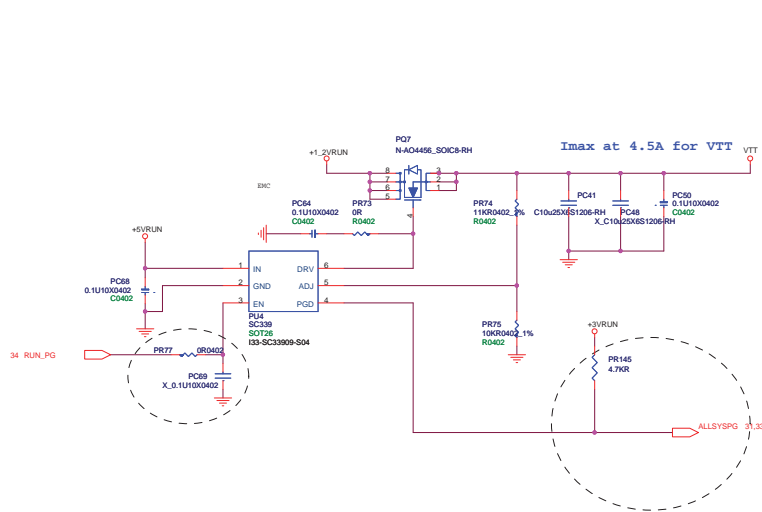 PQ7
N-AO4456_SOIC8-RH
Imax at 4.5A for VTT
VTT
+1_2VRUN
8
7
6
5
3
2
1
4
EMC
PC64
0.1U10X0402
C0402
PR73
0R
R0402
PR74
11KR0402_1%
R0402
PC41
C10u25X6S1206-RH
PC48
X_C10u25X6S1206-RH
PC50
0.1U10X0402
C0402
+5VRUN
1
2
3
IN
GND
EN
DRV
ADJ
PGD
6
5
4
PC68
0.1U10X0402
C0402
PU4
SC339
SOT26
I33-SC33909-S04
PR75
10KR0402_1%
R0402
+3VRUN
34 RUN_PG
PR77
0R0402
PC69
X_0.1U10X0402
PR145
4.7KR
ALLSYSPG